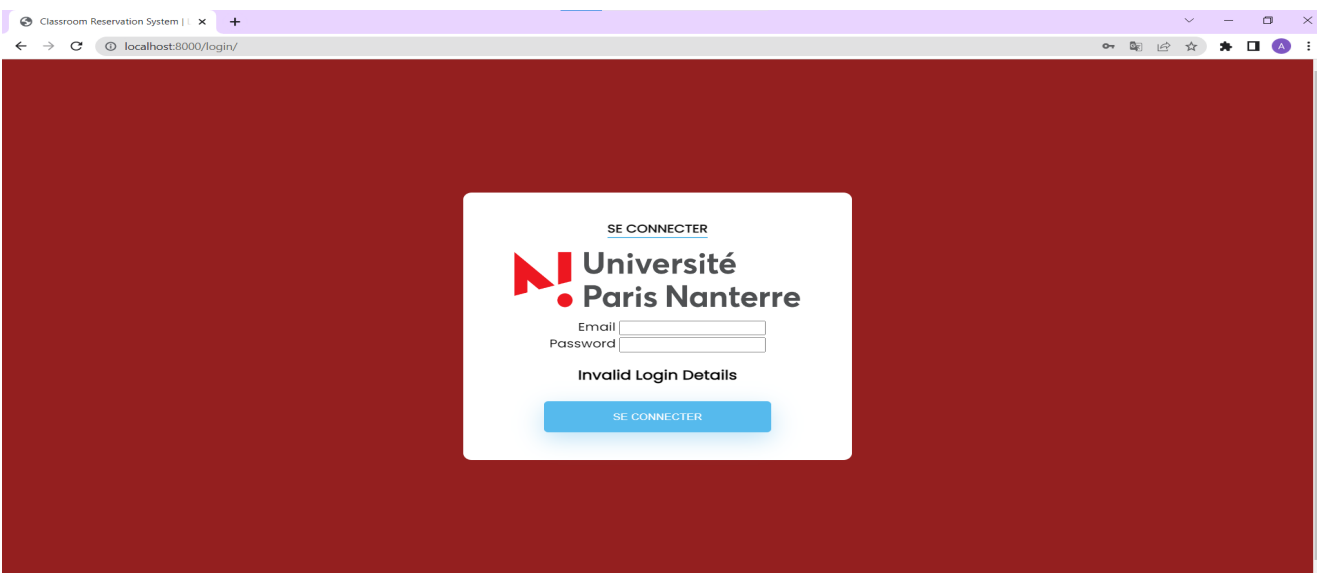 Classroom Reservation System |
localhost:8000/login/
A
SE CONNECTER
Université
Paris Nanterre
Email
Password
Invalid Login Details
SE CONNECTER